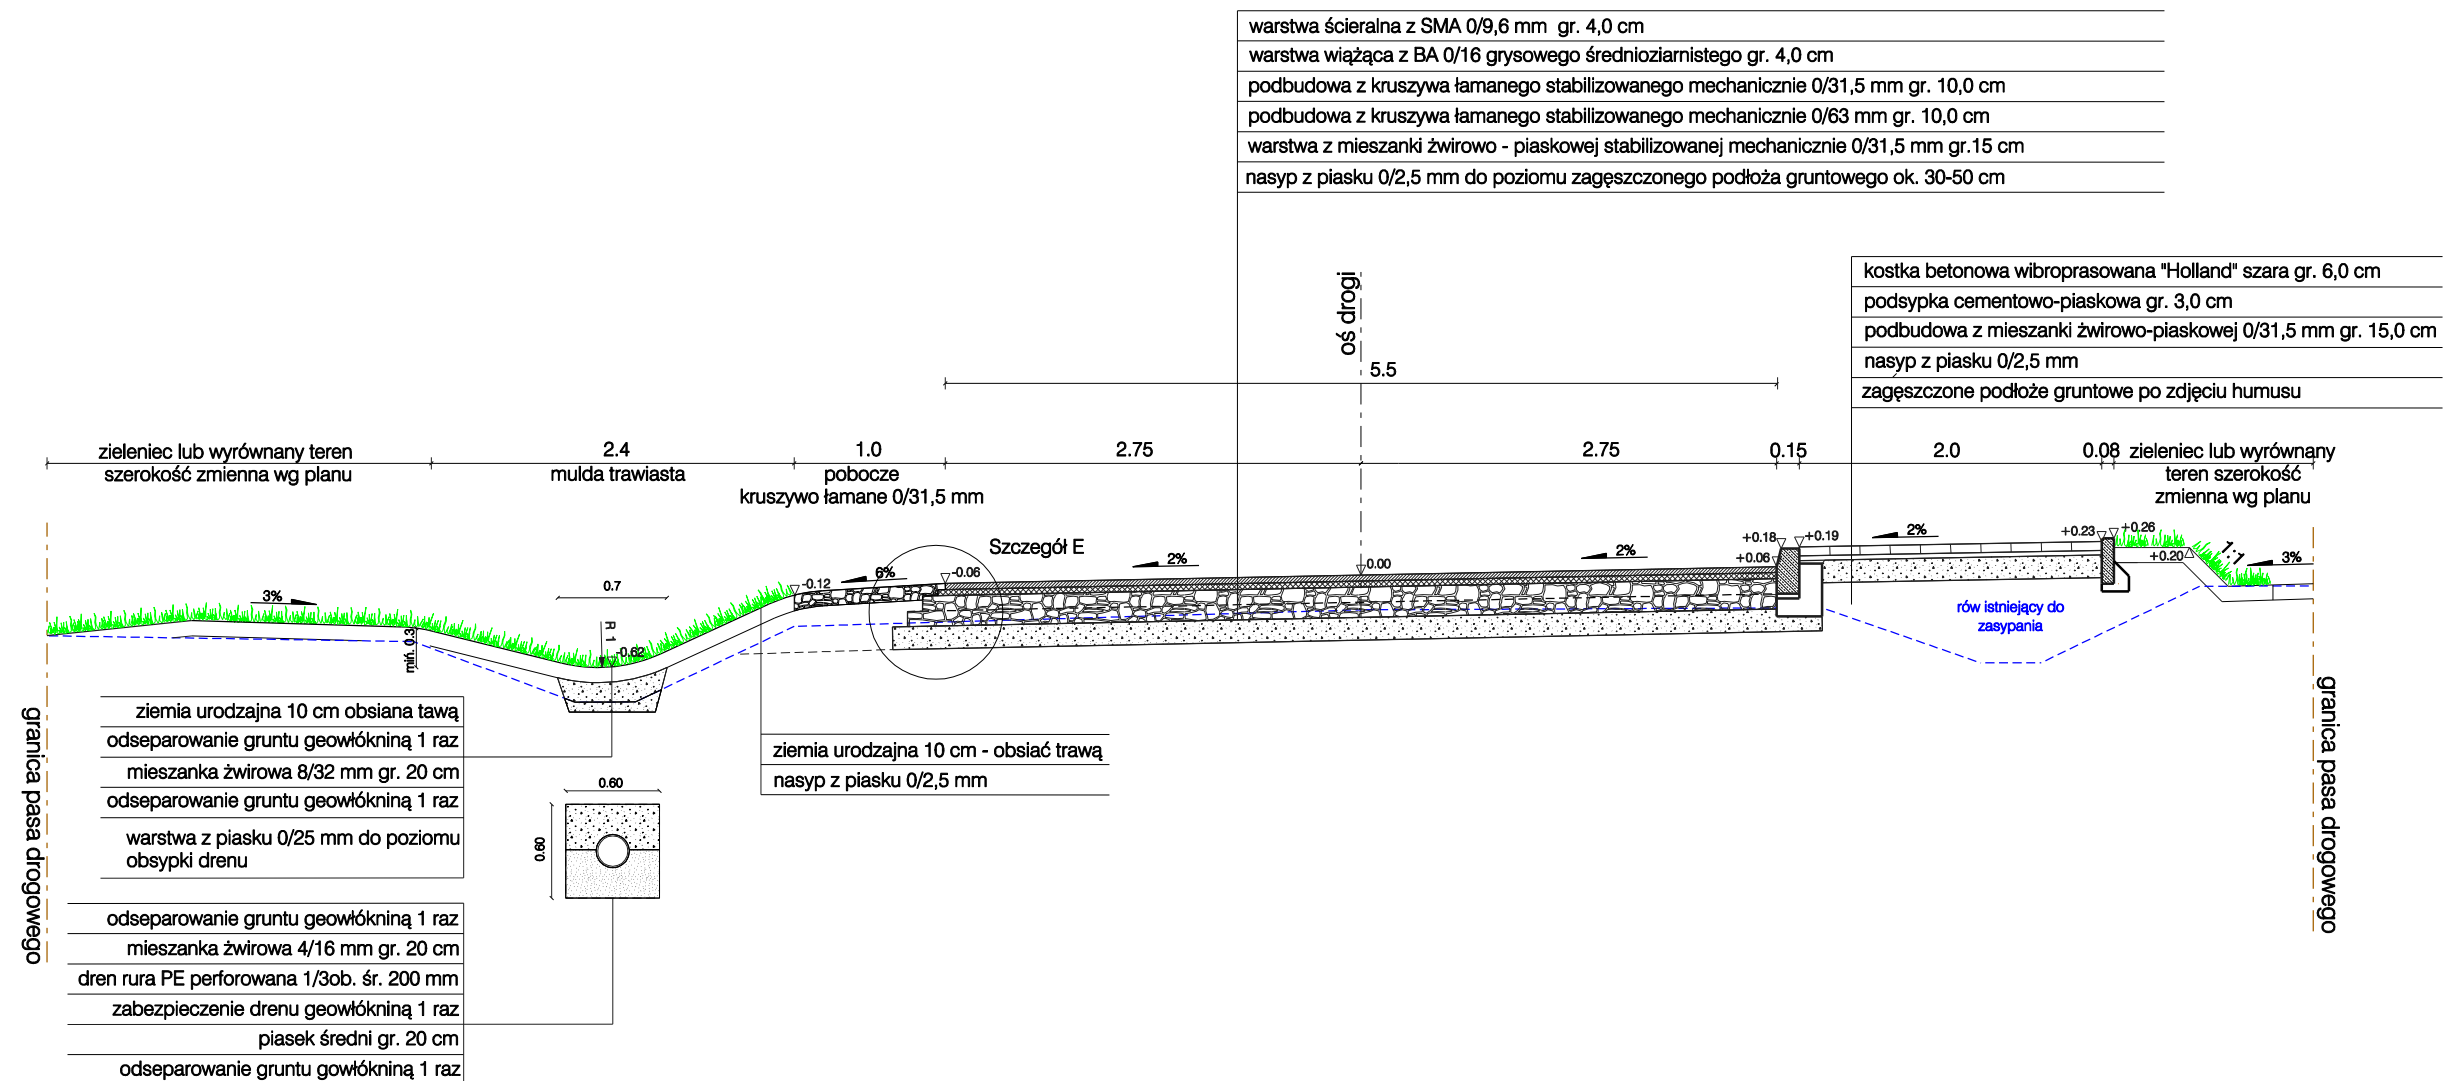 warstwa ścieralna z SMA 0/9,6 mm  gr. 4,0 cm
warstwa wiążąca z BA 0/16 grysowego średnioziarnistego gr. 4,0 cm
podbudowa z kruszywa łamanego stabilizowanego mechanicznie 0/31,5 mm gr. 10,0 cm
podbudowa z kruszywa łamanego stabilizowanego mechanicznie 0/63 mm gr. 10,0 cm
warstwa z mieszanki żwirowo - piaskowej stabilizowanej mechanicznie 0/31,5 mm gr.15 cm
nasyp z piasku 0/2,5 mm do poziomu zagęszczonego podłoża gruntowego ok. 30-50 cm
kostka betonowa wibroprasowana "Holland" szara gr. 6,0 cm
podsypka cementowo-piaskowa gr. 3,0 cm
podbudowa z mieszanki żwirowo-piaskowej 0/31,5 mm gr. 15,0 cm
nasyp z piasku 0/2,5 mm
zagęszczone podłoże gruntowe po zdjęciu humusu
oś drogi
5.5
zieleniec lub wyrównany teren
szerokość zmienna wg planu
2.4
mulda trawiasta
1.0
pobocze
kruszywo łamane 0/31,5 mm
2.75
2.75
0.15
2.0
0.08
zieleniec lub wyrównany
teren szerokość
zmienna wg planu
Szczegół E
3%
min. 0.3
0.7
R 1
-0.62
-0.12
6%
-0.06
2%
0.00
2%
+0.18
+0.06
+0.19
2%
+0.23
+0.26
+0.20
1:1
3%
rów istniejący do
zasypania
granica pasa drogowego
granica pasa drogowego
ziemia urodzajna 10 cm obsiana tawą
odseparowanie gruntu geowłókniną 1 raz
mieszanka żwirowa 8/32 mm gr. 20 cm
odseparowanie gruntu geowłókniną 1 raz
warstwa z piasku 0/25 mm do poziomu
obsypki drenu
ziemia urodzajna 10 cm - obsiać trawą
nasyp z piasku 0/2,5 mm
0.60
0.60
odseparowanie gruntu geowłókniną 1 raz
mieszanka żwirowa 4/16 mm gr. 20 cm
dren rura PE perforowana 1/3ob. śr. 200 mm
zabezpieczenie drenu geowłókniną 1 raz
piasek średni gr. 20 cm
odseparowanie gruntu gowłókniną 1 raz